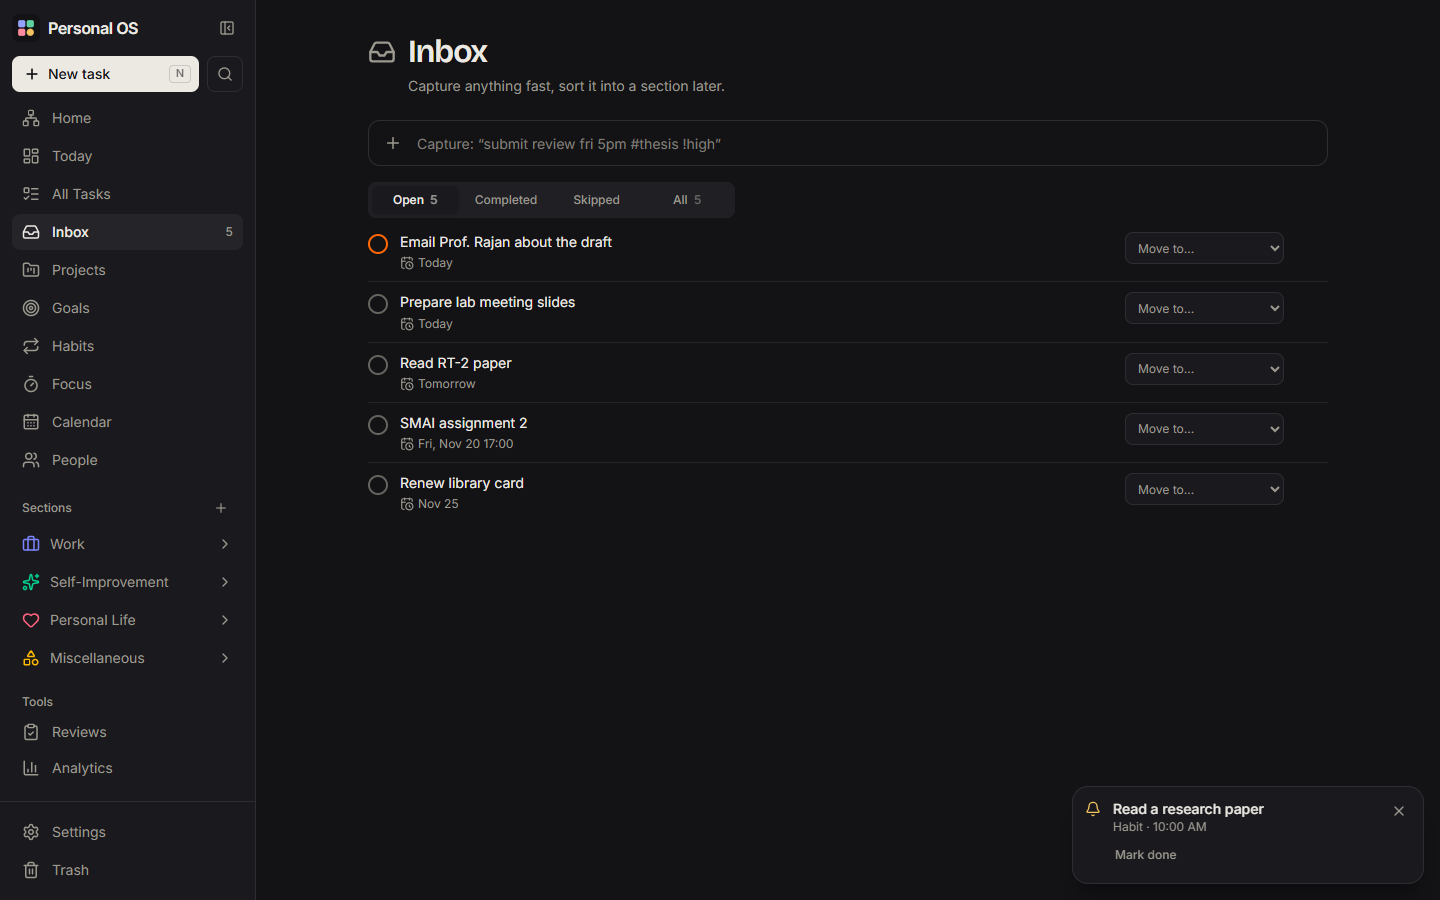 Personal OS
New task N
Home
Today
All Tasks
Inbox 5
Projects
Goals
Habits
Focus
Calendar
People
Sections
Work
Self-Improvement
Personal Life
Miscellaneous
Tools
Reviews
Analytics
Settings
Trash
Inbox
Capture anything fast, sort it into a section later.
Capture: “submit review fri 5pm #thesis !high”
Open 5 Completed Skipped All 5
Email Prof. Rajan about the draft
Today
Move to...
Prepare lab meeting slides
Today
Move to...
Read RT-2 paper
Tomorrow
Move to...
SMAI assignment 2
Fri, Nov 20 17:00
Move to...
Renew library card
Nov 25
Move to...
Read a research paper
Habit · 10:00 AM
Mark done